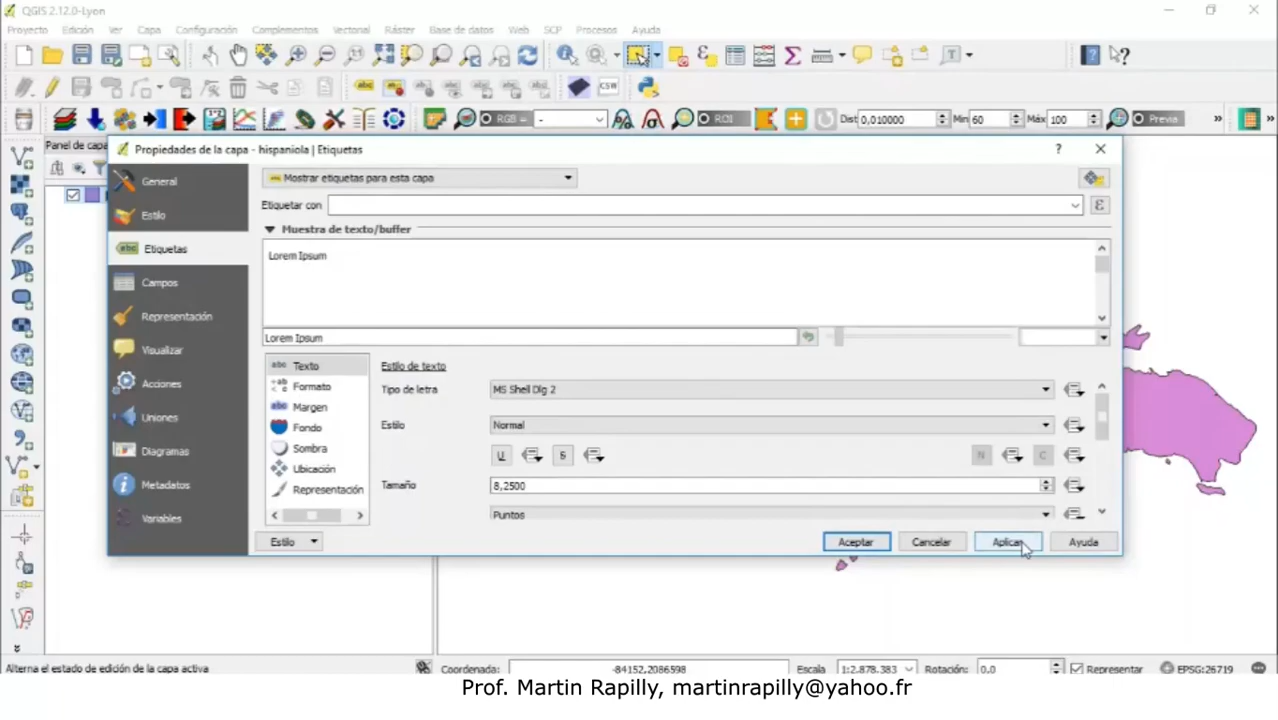 QGIS 2.12.0-Lyon
Proyecto Edición Ver Capa Configuración Complementos Vectorial Ráster Base de datos Web SCP Procesos Ayuda
abc abc CSW
RGB = - ROI Dist 0,010000 Min 60 Máx 100 Previa
Panel de capa
Propiedades de la capa - hispaniola | Etiquetas
General
Estilo
Etiquetas
Campos
Representación
Visualizar
Acciones
Uniones
Diagramas
Metadatos
Variables
Mostrar etiquetas para esta capa
Etiquetar con
Muestra de texto/buffer
Lorem Ipsum
Lorem Ipsum
Texto
Formato
Margen
Fondo
Sombra
Ubicación
Representación
Estilo de texto
Tipo de letra MS Shell Dlg 2
Estilo Normal
U S N C
Tamaño 8,2500
Puntos
Estilo Aceptar Cancelar Aplicar Ayuda
Alterna el estado de edición de la capa activa Coordenada: -84152,2086598 Escala 1:2.878.383 Rotación: 0,0 Representar EPSG:26719
Prof. Martin Rapilly, martinrapilly@yahoo.fr